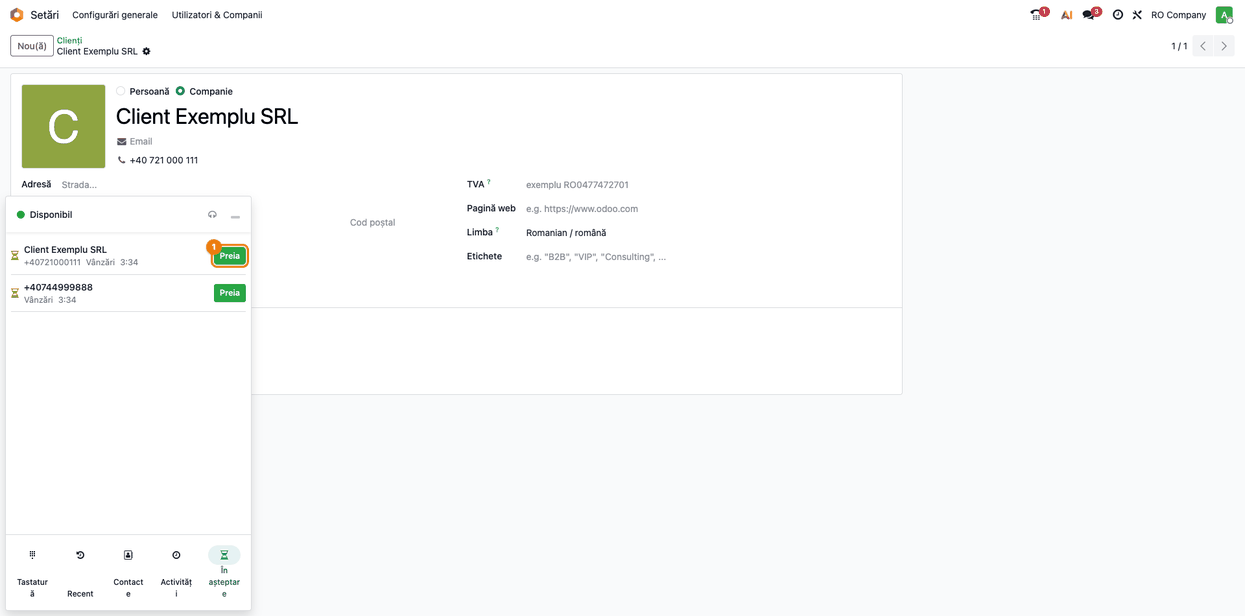 Setări Configurări generale Utilizatori & Companii 1 AI 3 RO Company A
Nou(ă) Clienți
Client Exemplu SRL 1 / 1
C
Persoană Companie
Client Exemplu SRL
Email
+40 721 000 111
Adresă Strada... TVA ? exemplu RO0477472701
Pagină web e.g. https://www.odoo.com
Cod poștal
Limba ? Romanian / română
Etichete e.g. "B2B", "VIP", "Consulting", ...
Disponibil
1
Client Exemplu SRL
+40721000111 Vânzări 3:34 Preia
+40744999888
Vânzări 3:34 Preia
Tastatur
ă
Recent
Contact
e
Activităț
i
În
așteptar
e